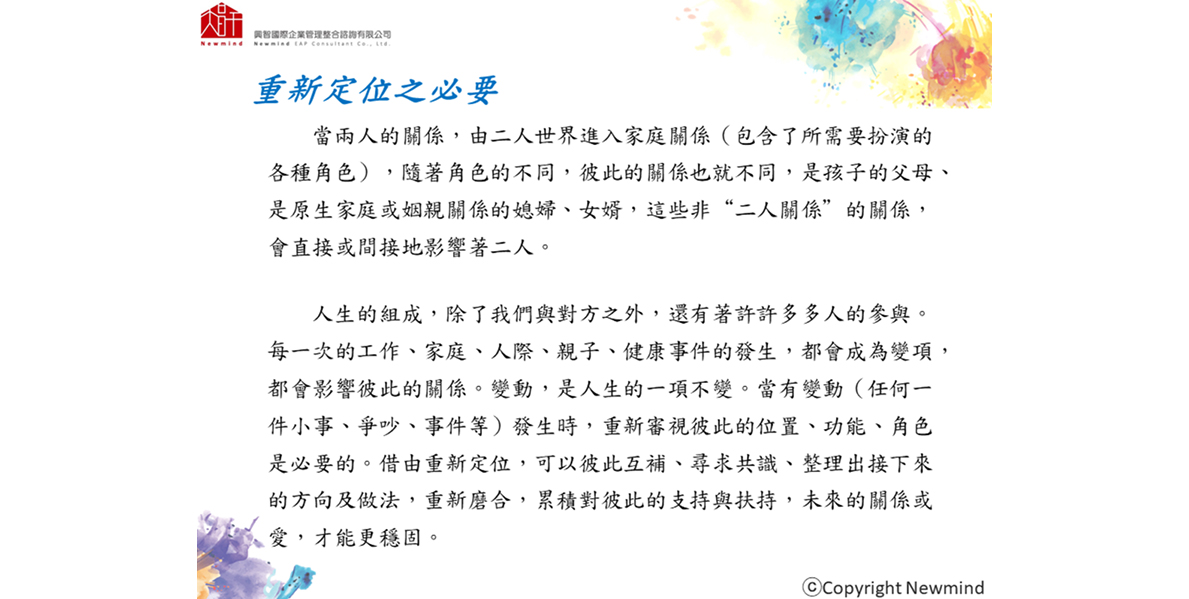 興智國際企業管理整合諮詢有限公司
Newmind
Newmind EAP Consultant Co., Ltd.
重新定位之必要
當兩人的關係，由二人世界進入家庭關係（包含了所需要扮演的
各種角色），隨著角色的不同，彼此的關係也就不同，是孩子的父母、
是原生家庭或姻親關係的媳婦、女婿，這些非“二人關係”的關係，
會直接或間接地影響著二人。
人生的組成，除了我們與對方之外，還有著許許多多人的參與。
每一次的工作、家庭、人際、親子、健康事件的發生，都會成為變項，
都會影響彼此的關係。變動，是人生的一項不變。當有變動（任何一
件小事、爭吵、事件等）發生時，重新審視彼此的位置、功能、角色
是必要的。借由重新定位，可以彼此互補、尋求共識、整理出接下來
的方向及做法，重新磨合，累積對彼此的支持與扶持，未來的關係或
愛，才能更穩固。
ⓒCopyright Newmind